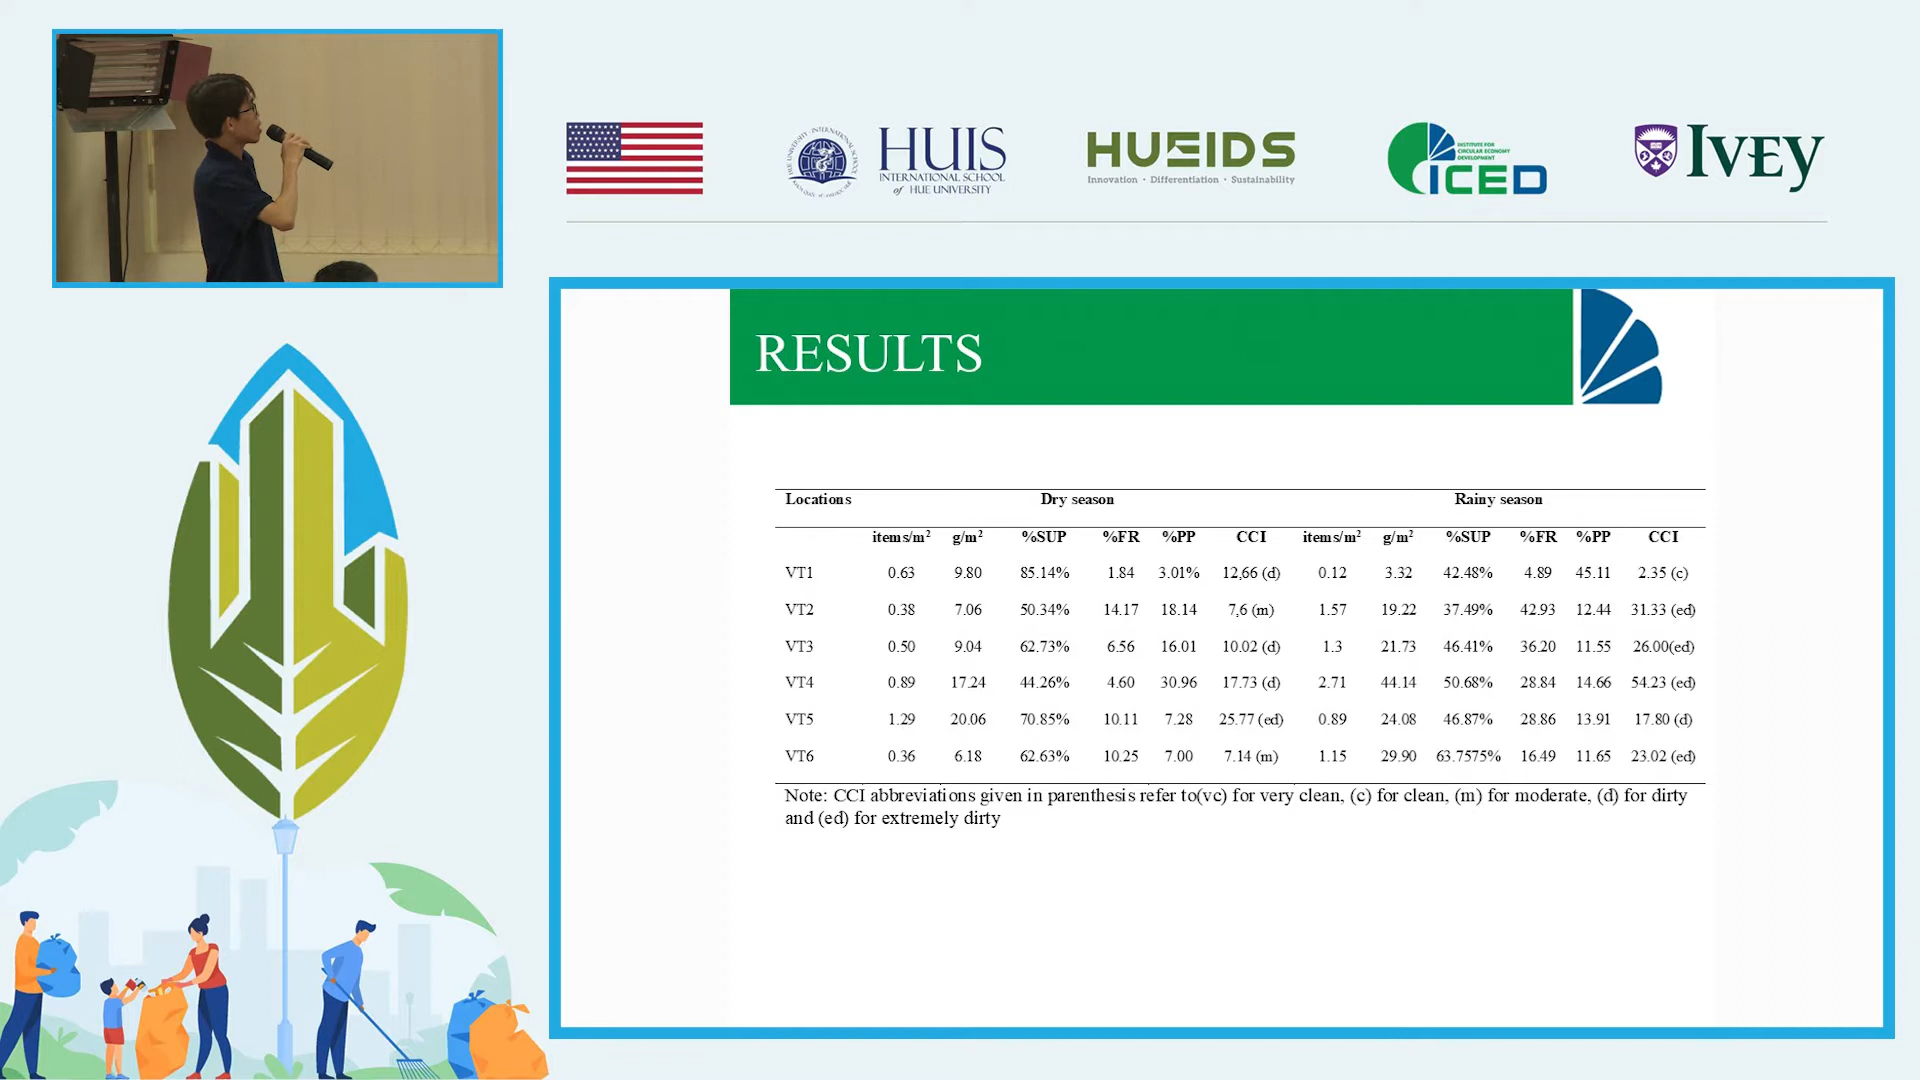 HUIS
INTERNATIONAL SCHOOL
of HUE UNIVERSITY
HUEIDS
Innovation · Differentiation · Sustainability
INSTITUTE FOR
CIRCULAR ECONOMY
DEVELOPMENT
ICED
IVEY
RESULTS
Locations Dry season Rainy season
items/m² g/m² %SUP %FR %PP CCI items/m² g/m² %SUP %FR %PP CCI
VT1 0.63 9.80 85.14% 1.84 3.01% 12,66 (d) 0.12 3.32 42.48% 4.89 45.11 2.35 (c)
VT2 0.38 7.06 50.34% 14.17 18.14 7,6 (m) 1.57 19.22 37.49% 42.93 12.44 31.33 (ed)
VT3 0.50 9.04 62.73% 6.56 16.01 10.02 (d) 1.3 21.73 46.41% 36.20 11.55 26.00(ed)
VT4 0.89 17.24 44.26% 4.60 30.96 17.73 (d) 2.71 44.14 50.68% 28.84 14.66 54.23 (ed)
VT5 1.29 20.06 70.85% 10.11 7.28 25.77 (ed) 0.89 24.08 46.87% 28.86 13.91 17.80 (d)
VT6 0.36 6.18 62.63% 10.25 7.00 7.14 (m) 1.15 29.90 63.7575% 16.49 11.65 23.02 (ed)
Note: CCI abbreviations given in parenthesis refer to(vc) for very clean, (c) for clean, (m) for moderate, (d) for dirty
and (ed) for extremely dirty